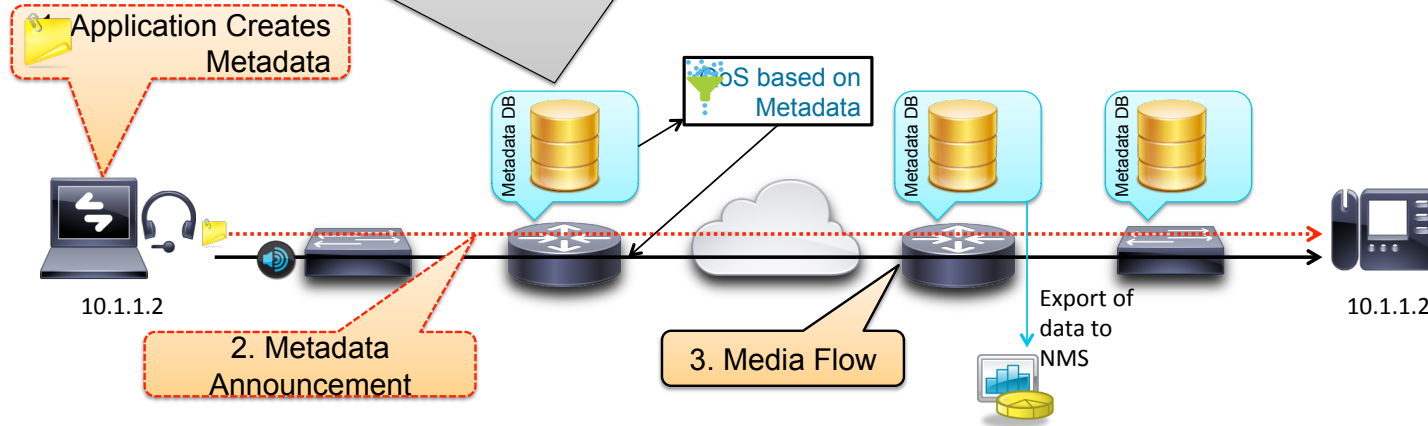 Application Creates
Metadata
Metadata DB
QoS based on
Metadata
Metadata DB
Metadata DB
10.1.1.2
2. Metadata
Announcement
3. Media Flow
Export of
data to
NMS
10.1.1.2